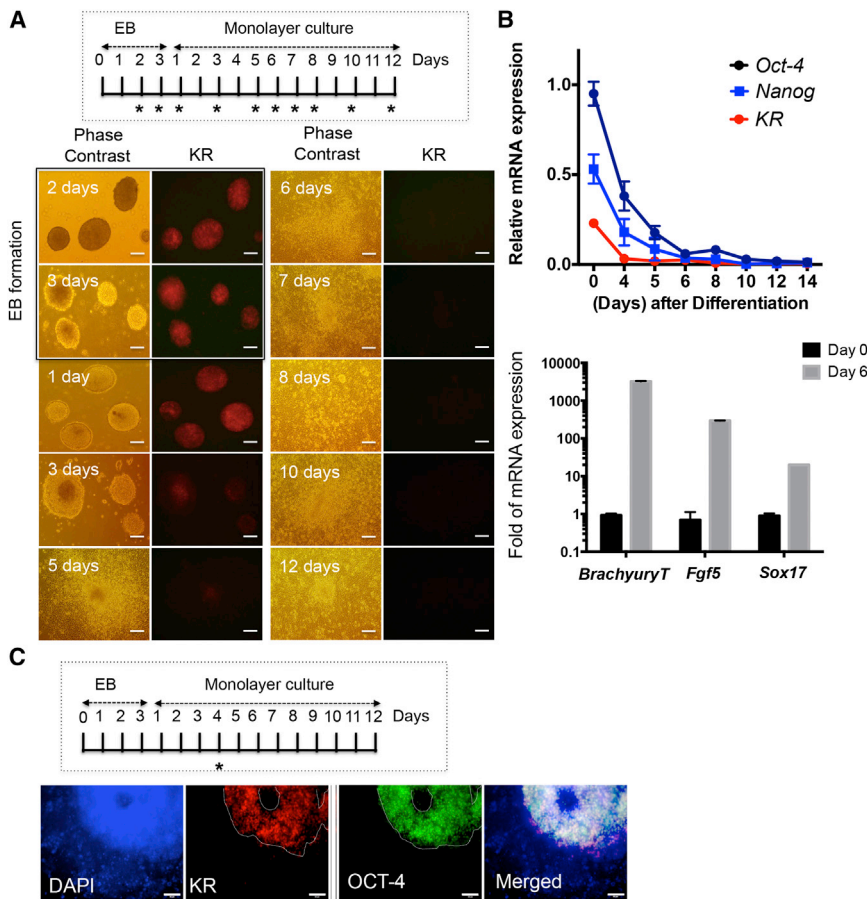 A
EB Monolayer culture
0 1 2 3 1 2 3 4 5 6 7 8 9 10 11 12 Days
* * * * * * * * * *
Phase Contrast KR Phase Contrast KR
EB formation
2 days 6 days
3 days 7 days
1 day 8 days
3 days 10 days
5 days 12 days
B
Relative mRNA expression
1.0
0.5
0.0
Oct-4
Nanog
KR
0 4 5 6 8 10 12 14
(Days) after Differentiation
Fold of mRNA expression
10000
1000
100
10
1
0.1
Day 0
Day 6
BrachyuryT Fgf5 Sox17
C
EB Monolayer culture
0 1 2 3 1 2 3 4 5 6 7 8 9 10 11 12 Days
*
DAPI KR OCT-4 Merged